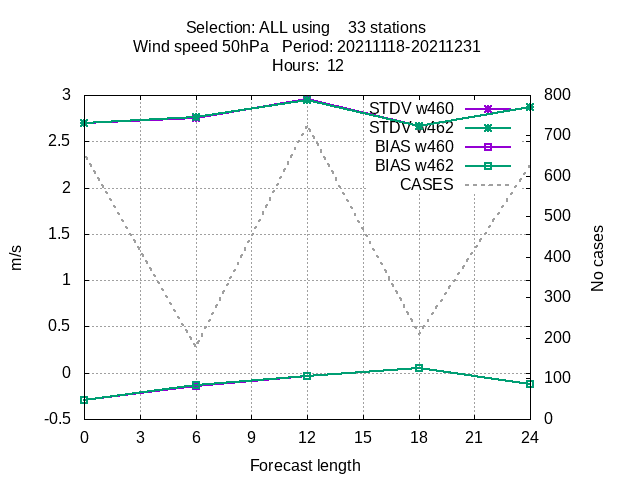 Selection: ALL using    33 stations
Wind speed 50hPa   Period: 20211118-20211231
Hours:  12
3
2.5
2
1.5
1
0.5
0
-0.5
800
700
600
500
400
300
200
100
0
STDV w460
STDV w462
BIAS w460
BIAS w462
CASES
m/s
No cases
0 3 6 9 12 15 18 21 24
Forecast length